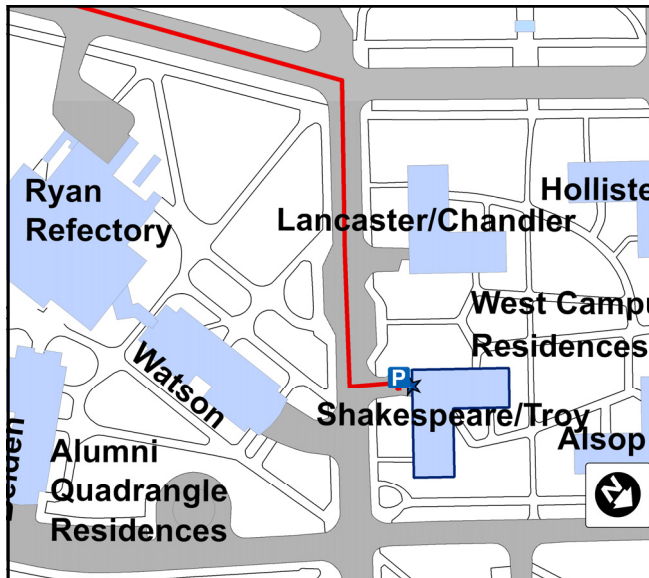 Ryan
Refectory
Holliste
Lancaster/Chandler
West Campu
Residences
Watson
P
Shakespeare/Troy
Alsop
Alumni
Quadrangle
Residences
N